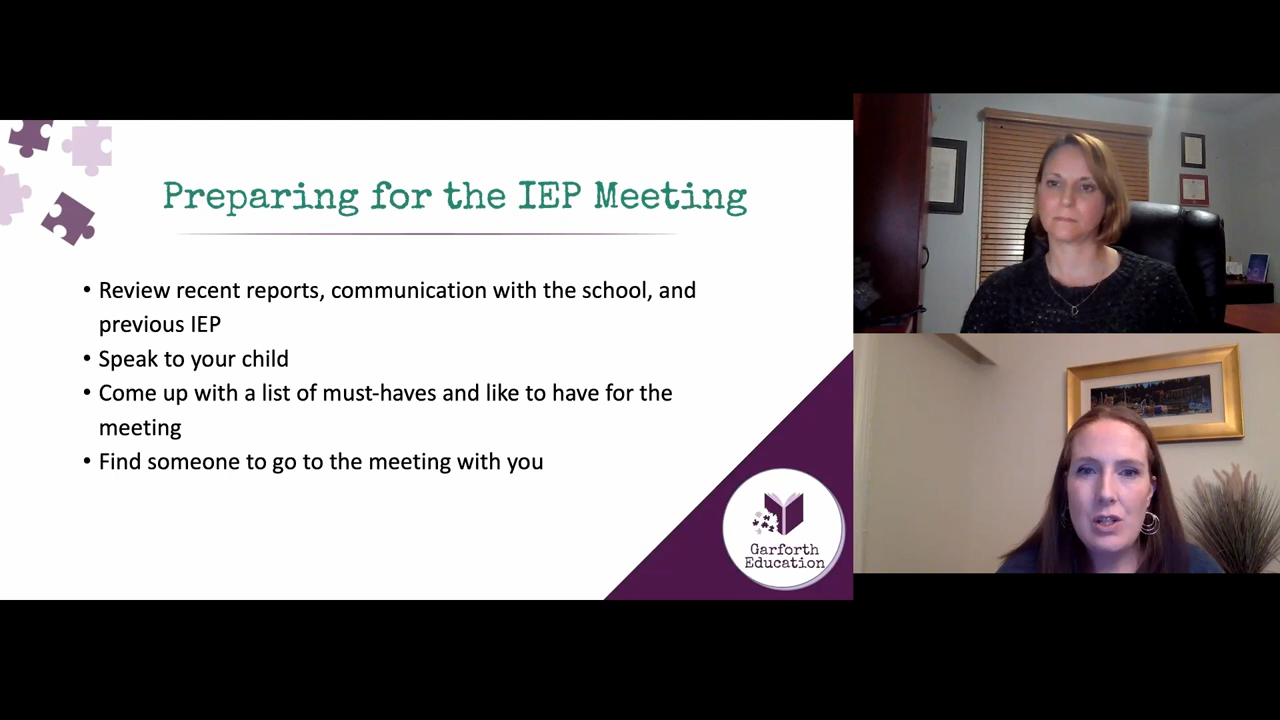 Preparing for the IEP Meeting
• Review recent reports, communication with the school, and
previous IEP
• Speak to your child
• Come up with a list of must-haves and like to have for the
meeting
• Find someone to go to the meeting with you
Garforth
Education